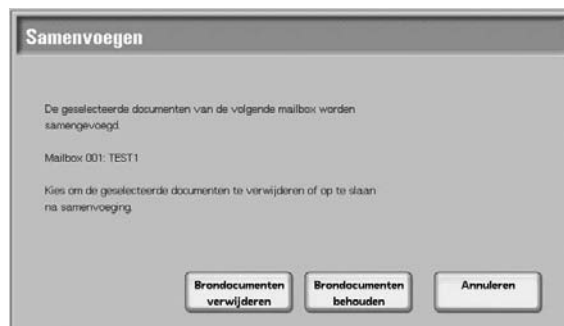 Samenvoegen
De geselecteerde documenten van de volgende mailbox worden
samengevoegd.
Mailbox 001: TEST1
Kies om de geselecteerde documenten te verwijderen of op te slaan
na samenvoeging.
Brondocumenten
verwijderen
Brondocumenten
behouden
Annuleren